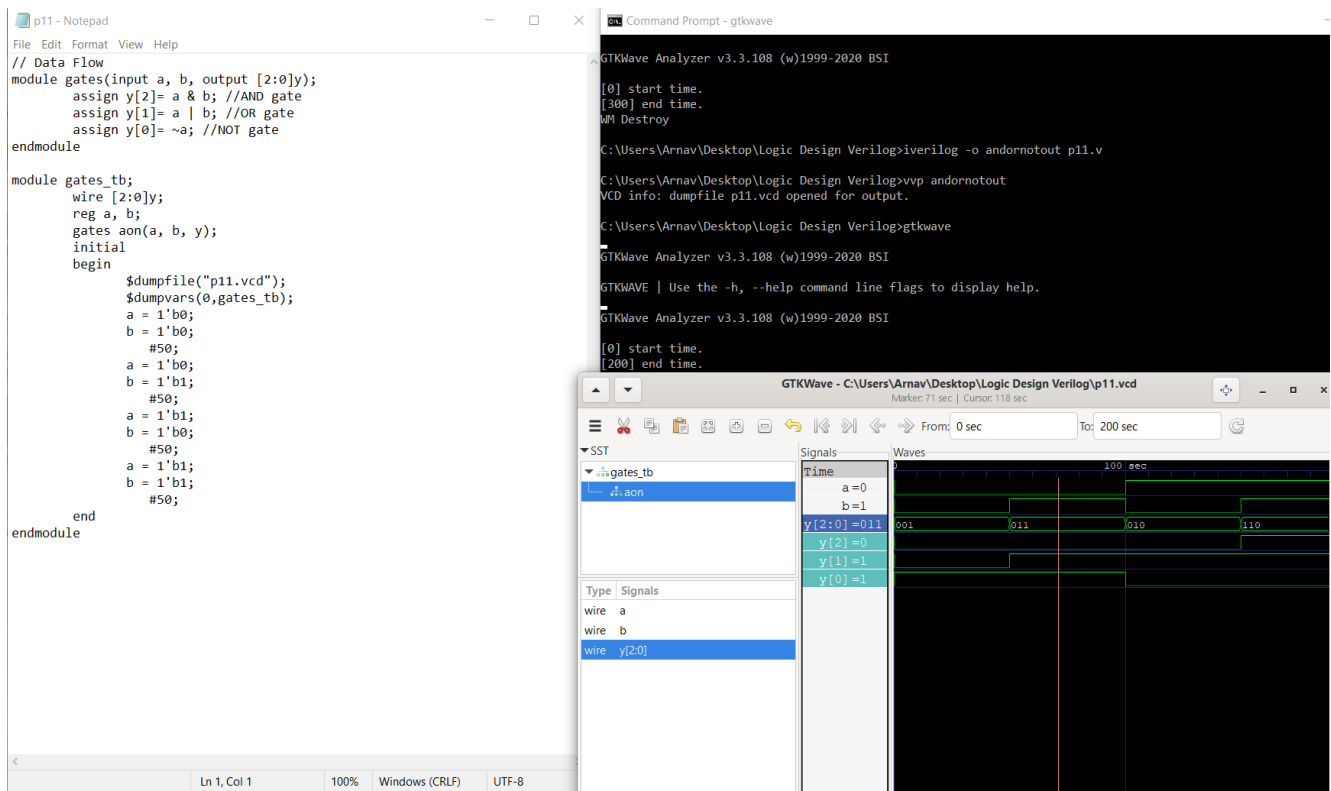 p11 - Notepad
File Edit Format View Help
// Data Flow
module gates(input a, b, output [2:0]y);
assign y[2]= a & b; //AND gate
assign y[1]= a | b; //OR gate
assign y[0]= ~a; //NOT gate
endmodule
module gates_tb;
wire [2:0]y;
reg a, b;
gates aon(a, b, y);
initial
begin
$dumpfile("p11.vcd");
$dumpvars(0,gates_tb);
a = 1'b0;
b = 1'b0;
#50;
a = 1'b0;
b = 1'b1;
#50;
a = 1'b1;
b = 1'b0;
#50;
a = 1'b1;
b = 1'b1;
#50;
end
endmodule
Ln 1, Col 1 100% Windows (CRLF) UTF-8
Command Prompt - gtkwave
GTKWave Analyzer v3.3.108 (w)1999-2020 BSI
[0] start time.
[300] end time.
WM Destroy
C:\Users\Arnav\Desktop\Logic Design Verilog>iverilog -o andornotout p11.v
C:\Users\Arnav\Desktop\Logic Design Verilog>vvp andornotout
VCD info: dumpfile p11.vcd opened for output.
C:\Users\Arnav\Desktop\Logic Design Verilog>gtkwave
GTKWave Analyzer v3.3.108 (w)1999-2020 BSI
GTKWAVE | Use the -h, --help command line flags to display help.
GTKWave Analyzer v3.3.108 (w)1999-2020 BSI
[0] start time.
[200] end time.
GTKWave - C:\Users\Arnav\Desktop\Logic Design Verilog\p11.vcd
Marker: 71 sec | Cursor: 118 sec
From: 0 sec To: 200 sec
SST
gates_tb
aon
Type Signals
wire a
wire b
wire y[2:0]
Signals
Time
a=0
b=1
y[2:0]=011
y[2]=0
y[1]=1
y[0]=1
Waves
0 100 sec
001 011 010 110